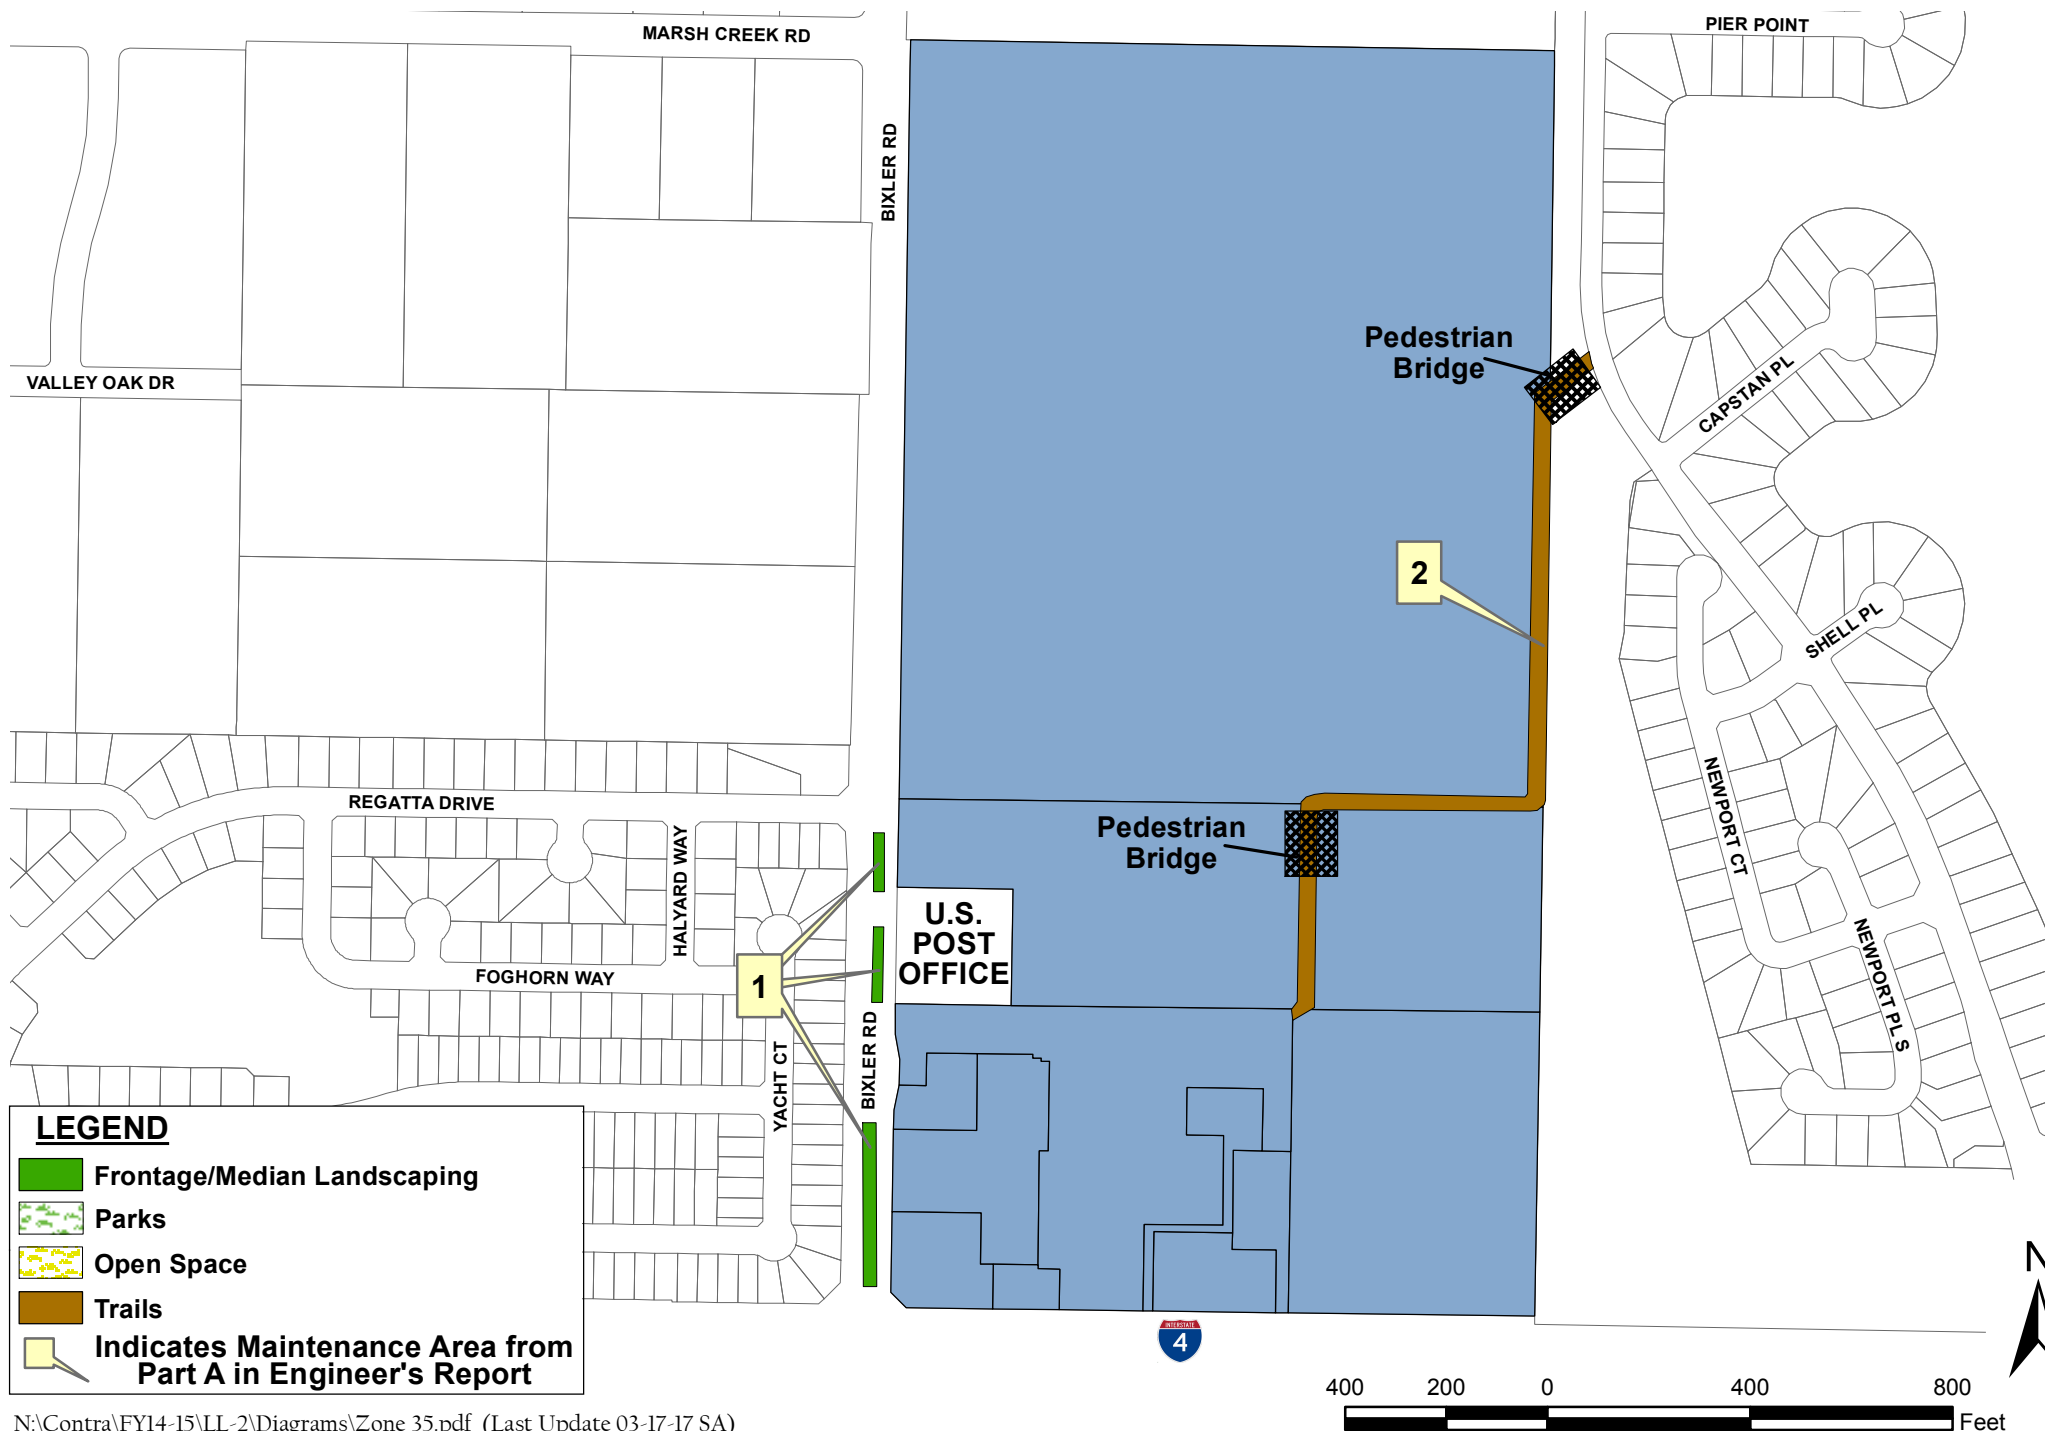 MARSH CREEK RD
PIER POINT
BIXLER RD
Pedestrian
Bridge
CAPSTAN PL
VALLEY OAK DR
2
SHELL PL
NEWPORT CT
REGATTA DRIVE
HALYARD WAY
Pedestrian
Bridge
U.S.
POST
OFFICE
NEWPORT PL S
FOGHORN WAY
1
BIXLER RD
YACHT CT
LEGEND
Frontage/Median Landscaping
Parks
Open Space
Trails
Indicates Maintenance Area from
Part A in Engineer's Report
INTERSTATE
4
N
400 200 0 400 800
Feet
N:\Contra\FY14-15\LL-2\Diagrams\Zone 35.pdf (Last Update 03-17-17 SA)